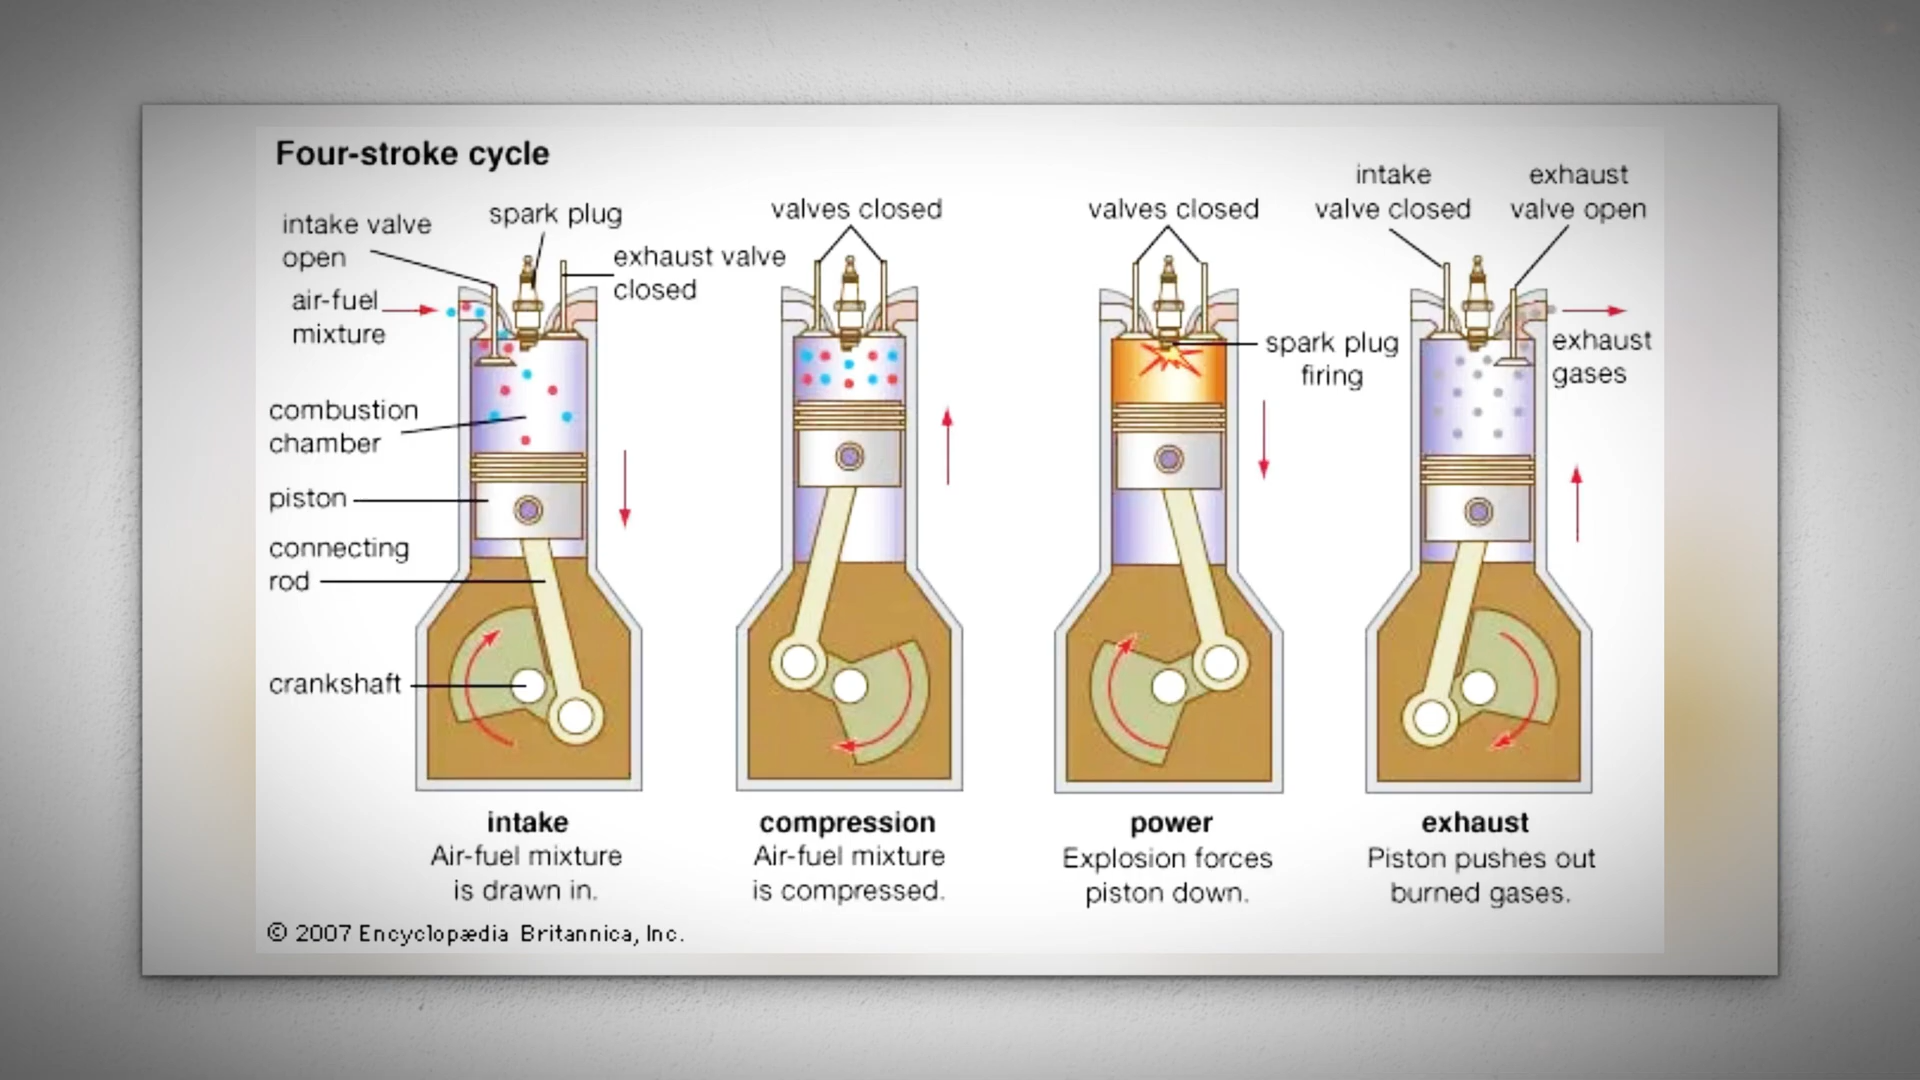 Four-stroke cycle
intake valve
open
spark plug
exhaust valve
closed
air-fuel
mixture
combustion
chamber
piston
connecting
rod
crankshaft
intake
Air-fuel mixture
is drawn in.
valves closed
compression
Air-fuel mixture
is compressed.
valves closed
spark plug
firing
power
Explosion forces
piston down.
intake
valve closed
exhaust
valve open
exhaust
gases
exhaust
Piston pushes out
burned gases.
© 2007 Encyclopædia Britannica, Inc.